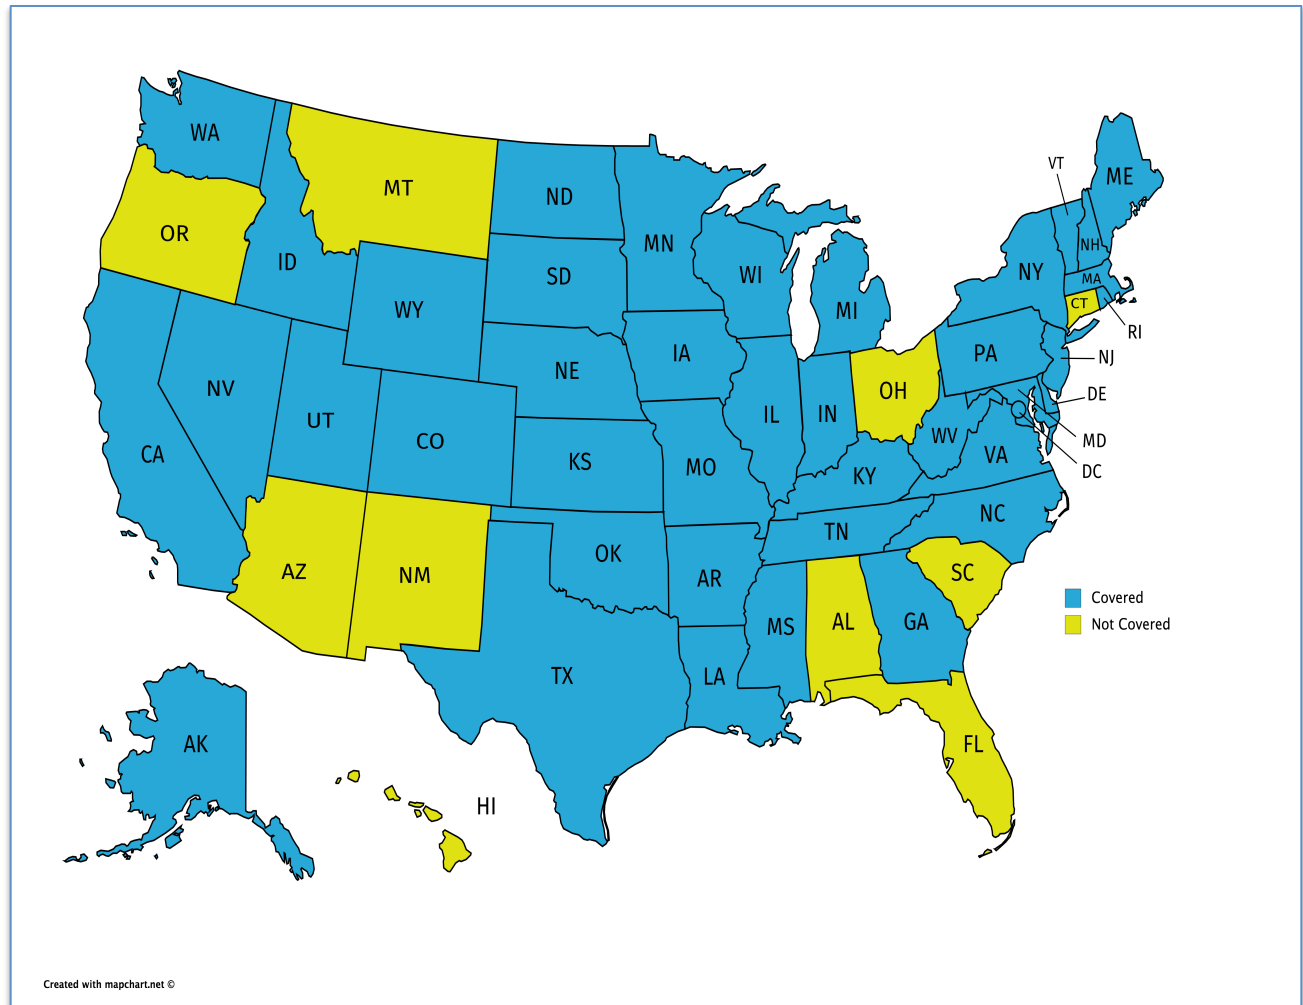 WA
MT
ND
MN
VT
ME
OR
ID
SD
WI
NY
NH
MA
WY
MI
CT
RI
NV
NE
IA
PA
NJ
UT
CO
IL
IN
OH
DE
CA
KS
MO
WV
VA
MD
KY
DC
AZ
NM
OK
TN
NC
AR
SC
MS
AL
GA
Covered
Not Covered
TX
LA
AK
FL
HI
Created with mapchart.net ©